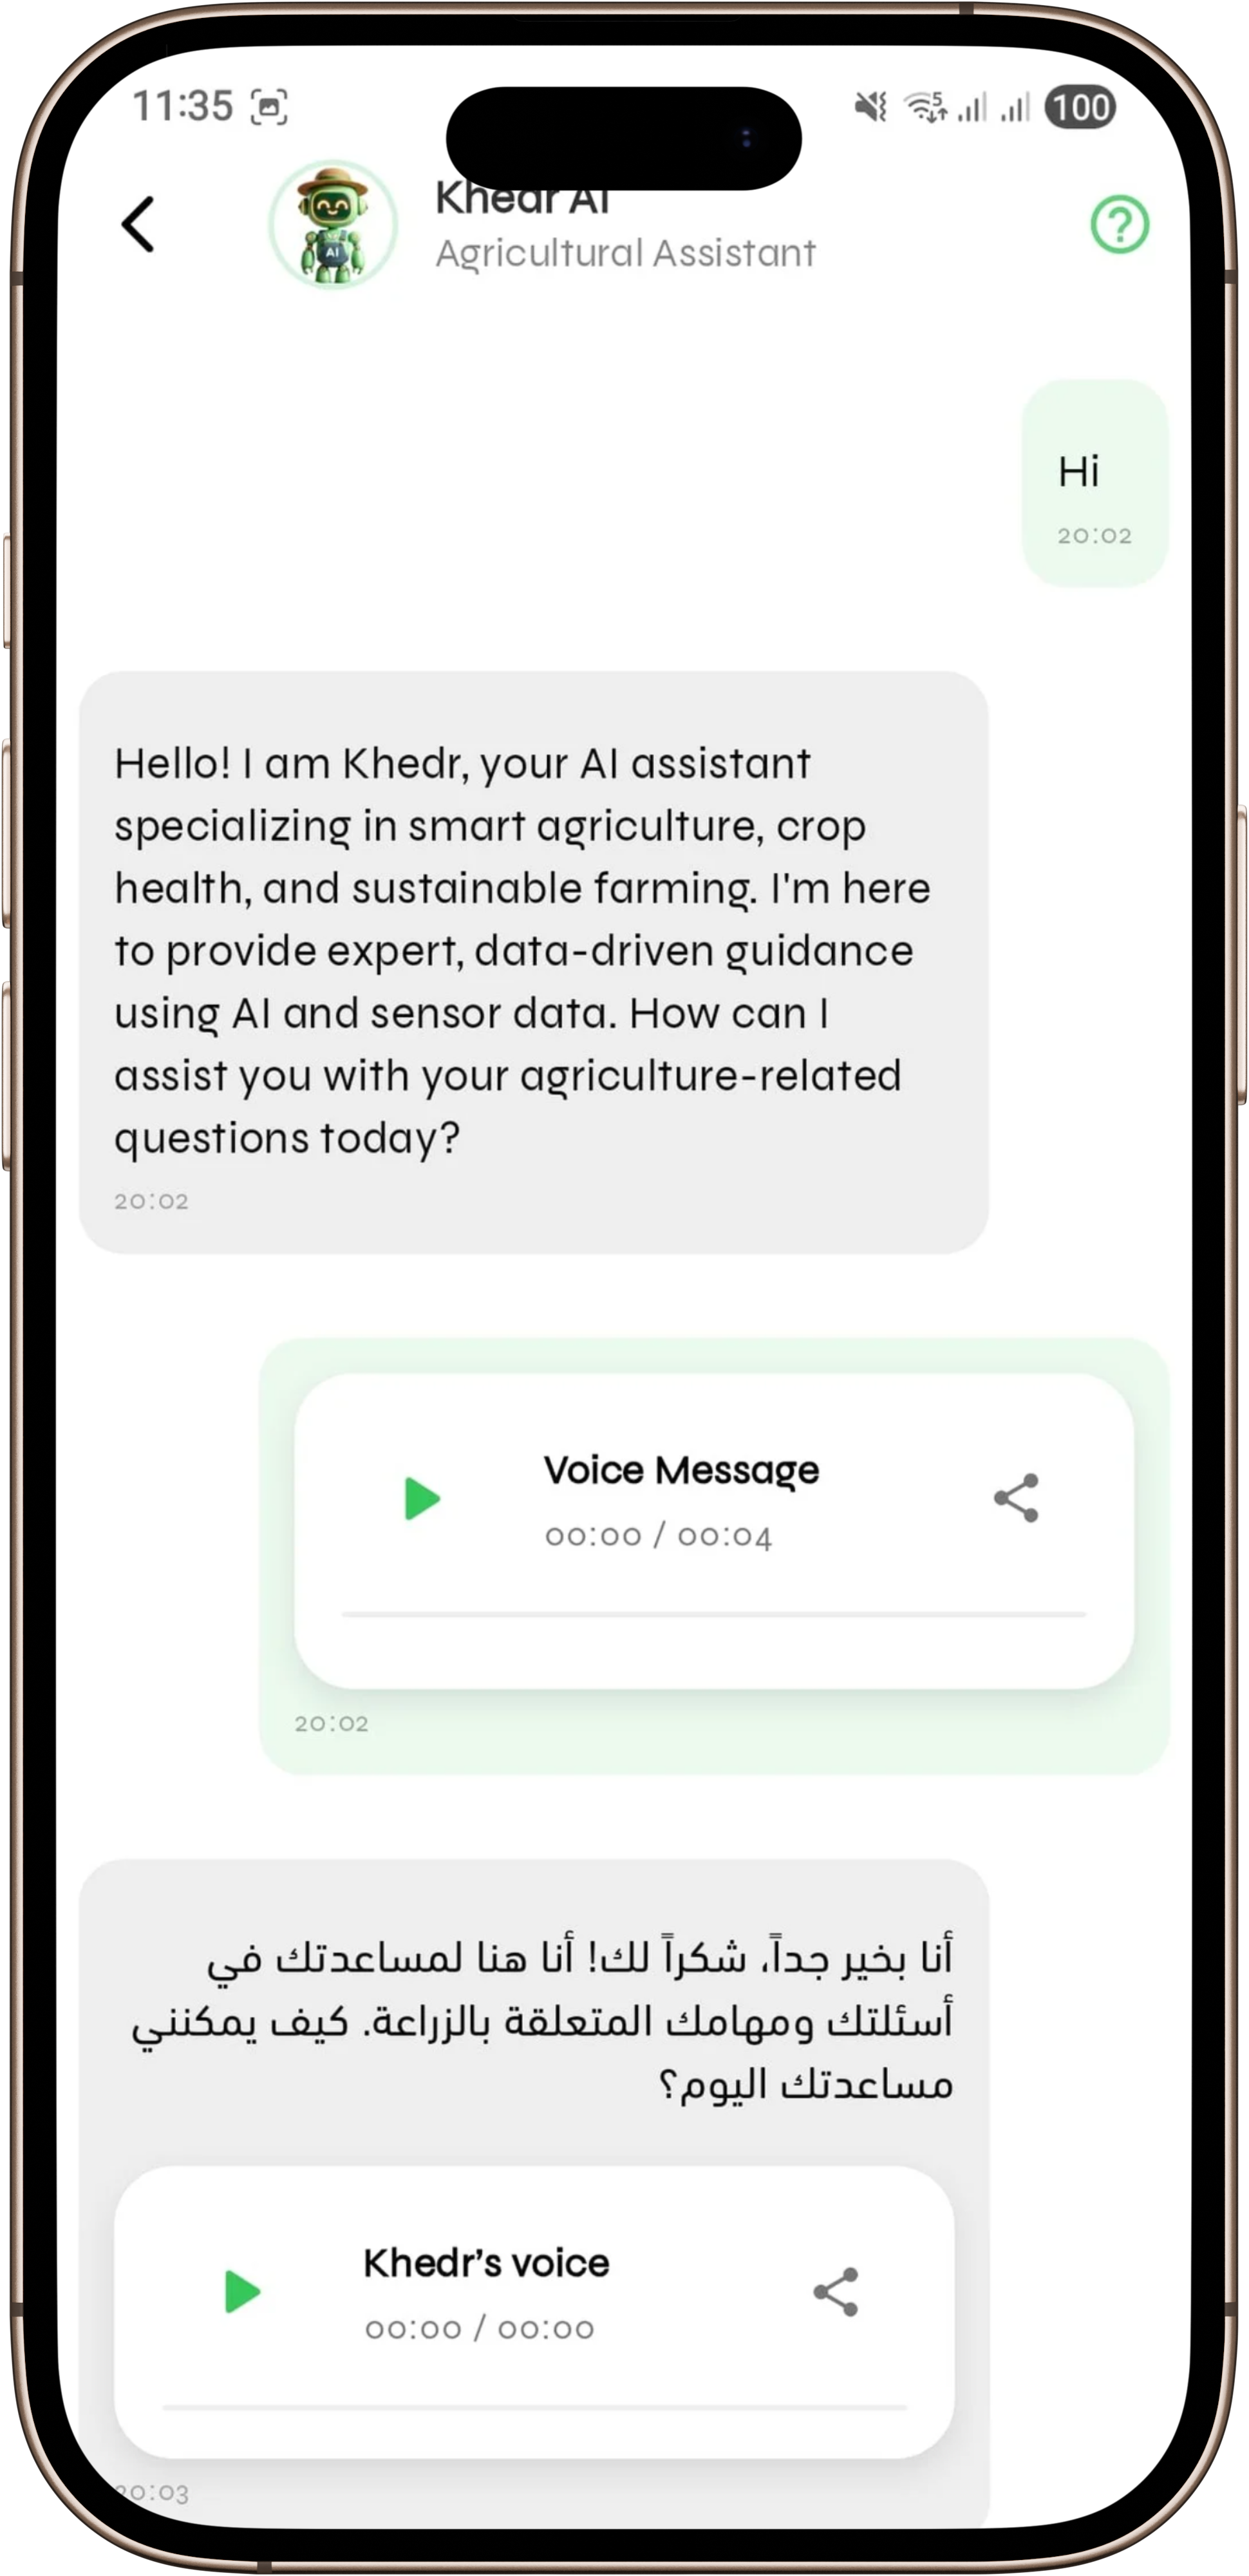 11:35
5
100
Khedr AI
Agricultural Assistant
AI
Hi
20:02
Hello! I am Khedr, your AI assistant
specializing in smart agriculture, crop
health, and sustainable farming. I'm here
to provide expert, data-driven guidance
using AI and sensor data. How can I
assist you with your agriculture-related
questions today?
20:02
Voice Message
00:00 / 00:04
20:02
أنا بخير جداً، شكراً لك! أنا هنا لمساعدتك في
أسئلتك ومهامك المتعلقة بالزراعة. كيف يمكنني
مساعدتك اليوم؟
Khedr’s voice
00:00 / 00:00
20:03